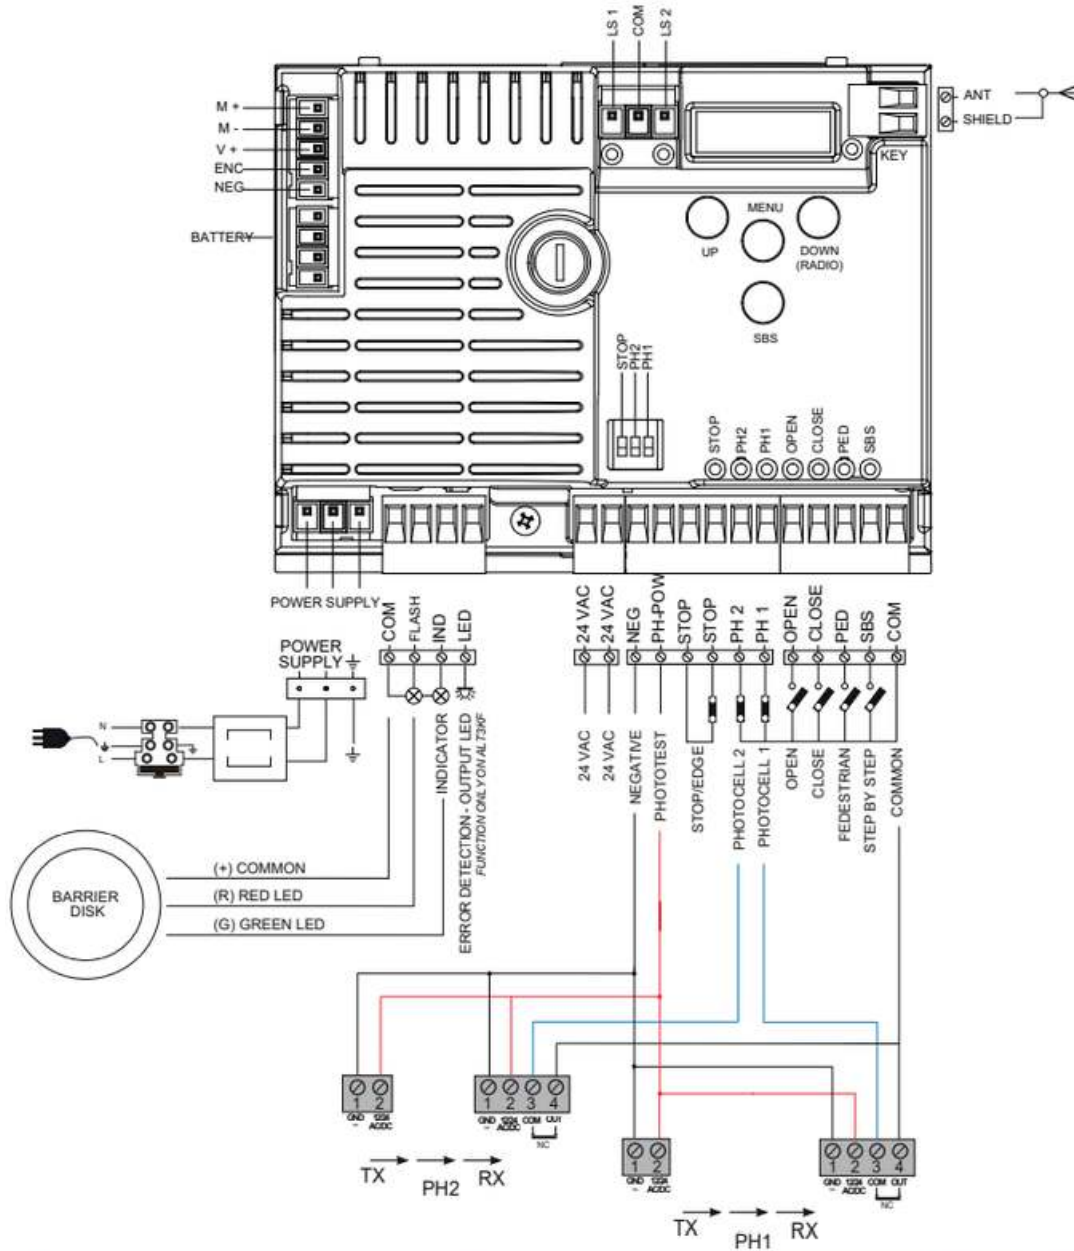 LS 1
COM
LS 2
M +
M -
V +
ENC
NEG
BATTERY
ANT
SHIELD
KEY
MENU
UP
DOWN
(RADIO)
SBS
STOP
PH2
PH1
STOP
PH2
PH1
OPEN
CLOSE
PED
SBS
POWER SUPPLY
COM
FLASH
IND
LED
24 VAC
24 VAC
NEG
PH-POW
STOP
STOP
PH 2
PH 1
OPEN
CLOSE
PED
SBS
COM
POWER
SUPPLY
N
L
INDICATOR
ERROR DETECTION - OUTPUT LED
FUNCTION ONLY ON ALT3KF
24 VAC
24 VAC
NEGATIVE
PHOTOTEST
STOP/EDGE
PHOTOCELL 2
PHOTOCELL 1
OPEN
CLOSE
FEDESTRIAN
STEP BY STEP
COMMON
BARRIER
DISK
(+) COMMON
(R) RED LED
(G) GREEN LED
1 2
GND 12/24
- AC/DC
1 2 3 4
GND 12/24 COM OUT
- AC/DC
NC
TX PH2 RX
1 2
GND 12/24
- AC/DC
1 2 3 4
GND 12/24 COM OUT
- AC/DC
NC
TX PH1 RX